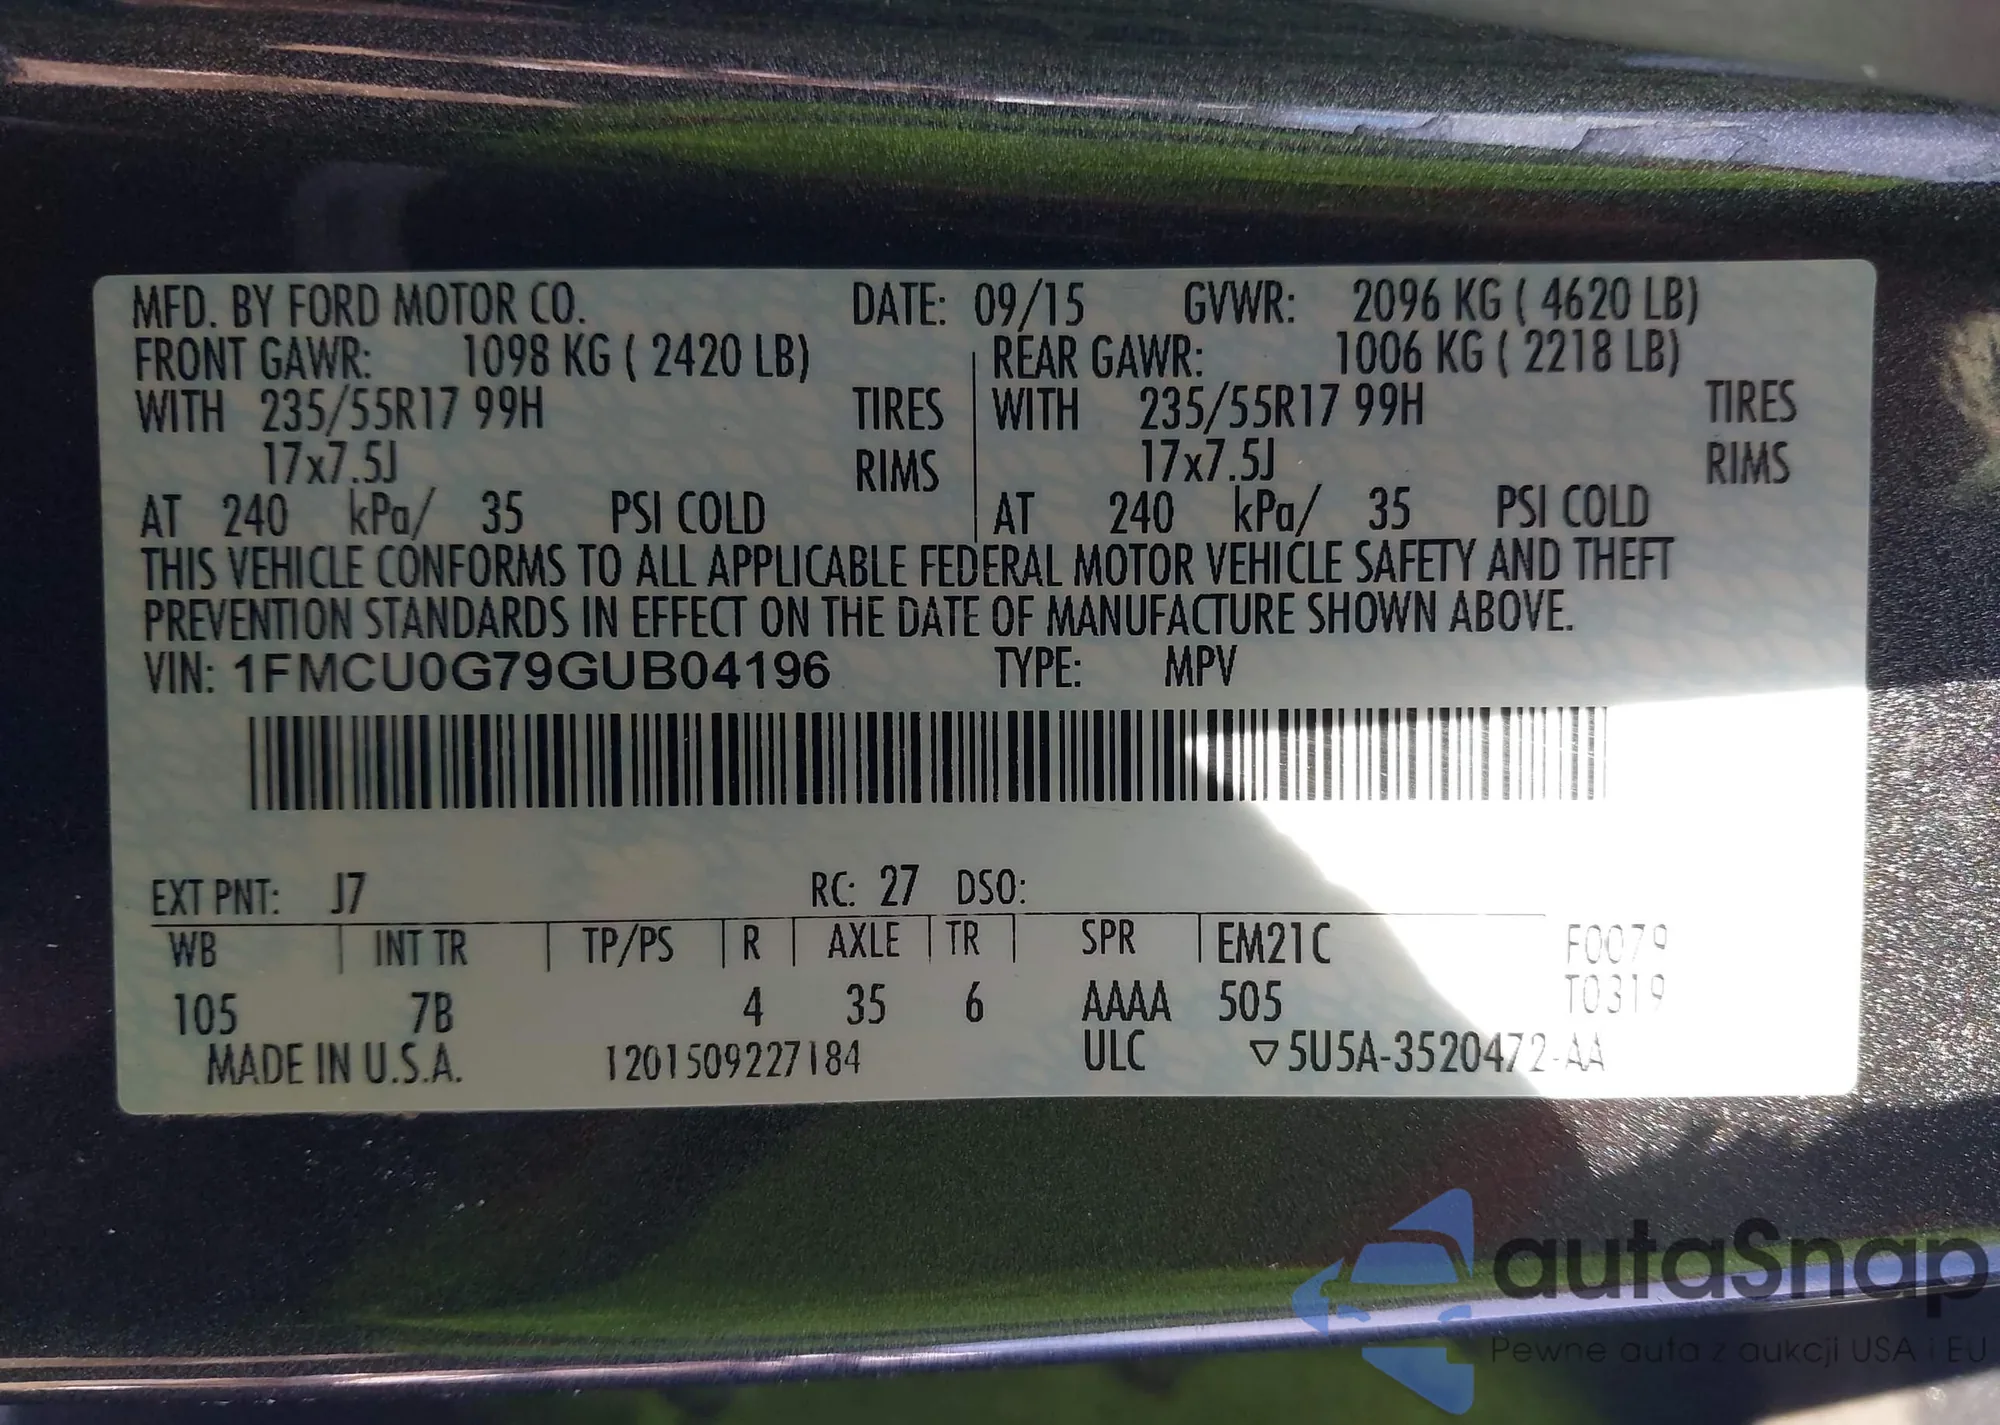 MFD. BY FORD MOTOR CO. DATE: 09/15 GVWR: 2096 KG ( 4620 LB)
FRONT GAWR: 1098 KG ( 2420 LB) REAR GAWR: 1006 KG ( 2218 LB)
WITH 235/55R17 99H TIRES WITH 235/55R17 99H TIRES
17x7.5J RIMS 17x7.5J RIMS
AT 240 kPa/ 35 PSI COLD AT 240 kPa/ 35 PSI COLD
THIS VEHICLE CONFORMS TO ALL APPLICABLE FEDERAL MOTOR VEHICLE SAFETY AND THEFT
PREVENTION STANDARDS IN EFFECT ON THE DATE OF MANUFACTURE SHOWN ABOVE.
VIN: 1FMCU0G79GUB04196 TYPE: MPV
EXT PNT: J7 RC: 27 DSO:
WB INT TR TP/PS R AXLE TR SPR EM21C F0079
105 7B 4 35 6 AAAA 505 T0319
MADE IN U.S.A. 1201509227184 ULC ▽5U5A-3520472-AA
autaSnap
Pewne auta z aukcji USA i EU